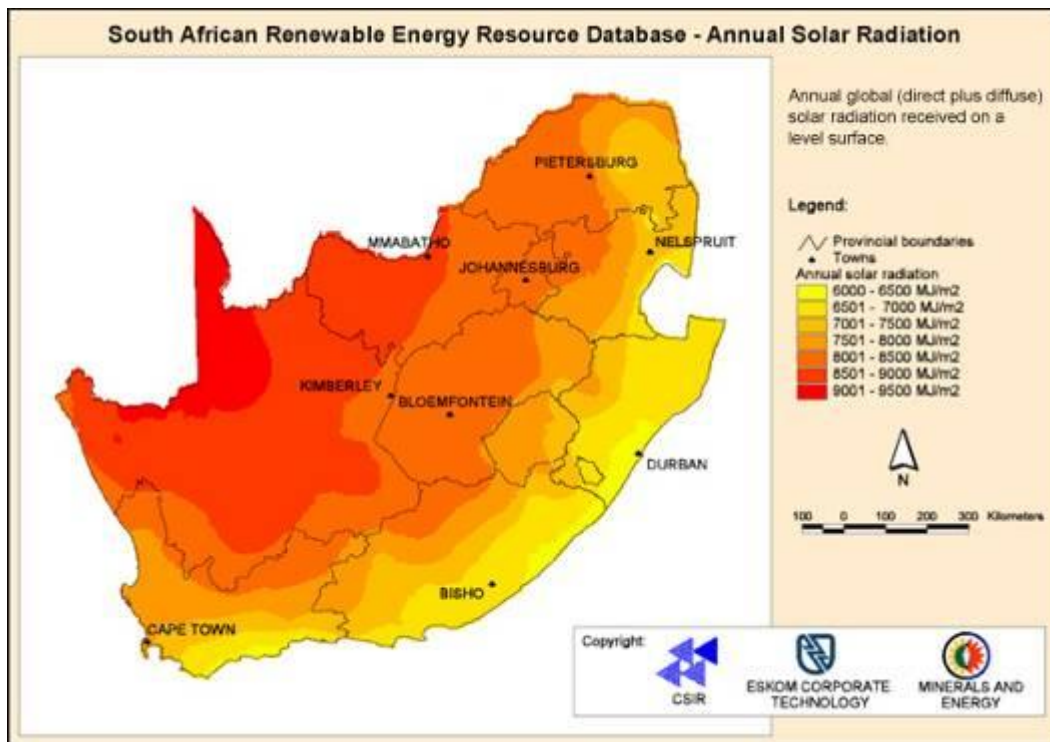 South African Renewable Energy Resource Database - Annual Solar Radiation
Annual global (direct plus diffuse)
solar radiation received on a
level surface.
PIETERSBURG
MMABATHO
NELSPRUIT
JOHANNESBURG
KIMBERLEY
BLOEMFONTEIN
DURBAN
BISHO
CAPE TOWN
Legend:
Provincial boundaries
Towns
Annual solar radiation
6000 - 6500 MJ/m2
6501 - 7000 MJ/m2
7001 - 7500 MJ/m2
7501 - 8000 MJ/m2
8001 - 8500 MJ/m2
8501 - 9000 MJ/m2
9001 - 9500 MJ/m2
N
100 0 100 200 300 Kilometers
Copyright:
CSIR
ESKOM CORPORATE
TECHNOLOGY
MINERALS AND
ENERGY